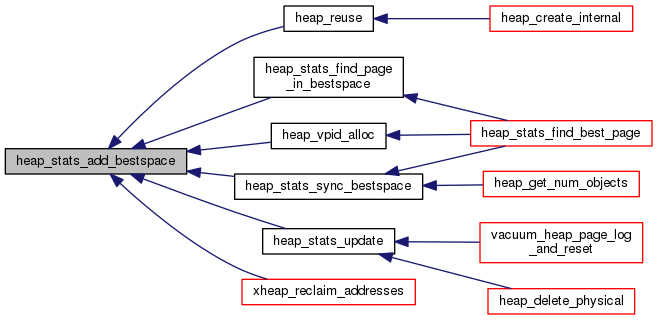 heap_reuse
heap_create_internal
heap_stats_find_page
_in_bestspace
heap_vpid_alloc
heap_stats_find_best_page
heap_stats_add_bestspace
heap_stats_sync_bestspace
heap_get_num_objects
heap_stats_update
vacuum_heap_page_log
_and_reset
xheap_reclaim_addresses
heap_delete_physical